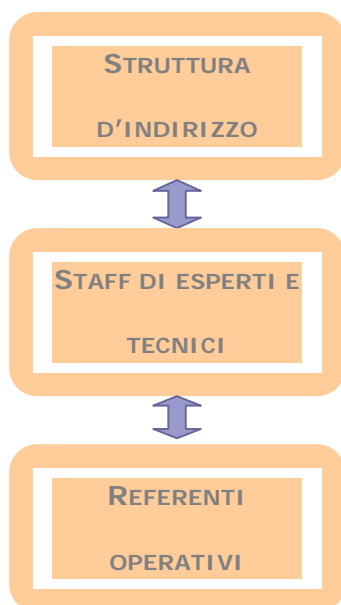 STRUTTURA
D'INDIRIZZO
STAFF DI ESPERTI E
TECNICI
REFERENTI
OPERATIVI